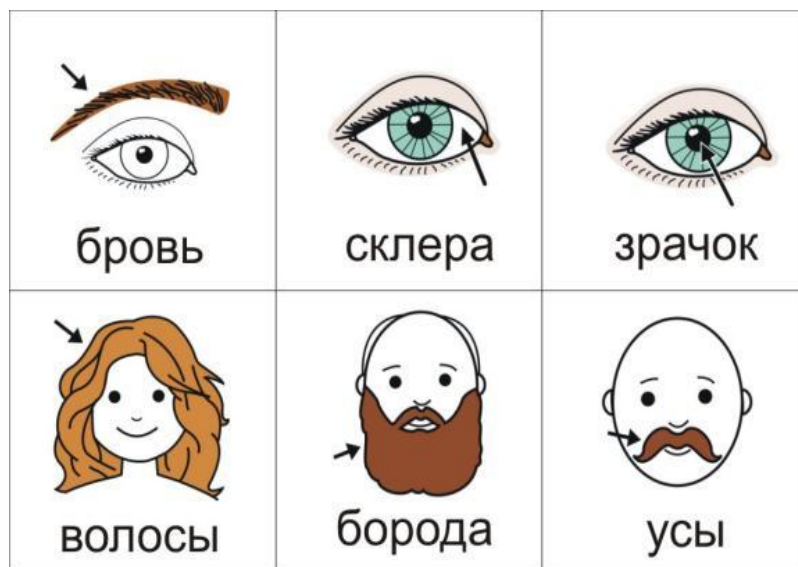 бровь
склера
зрачок
волосы
борода
усы